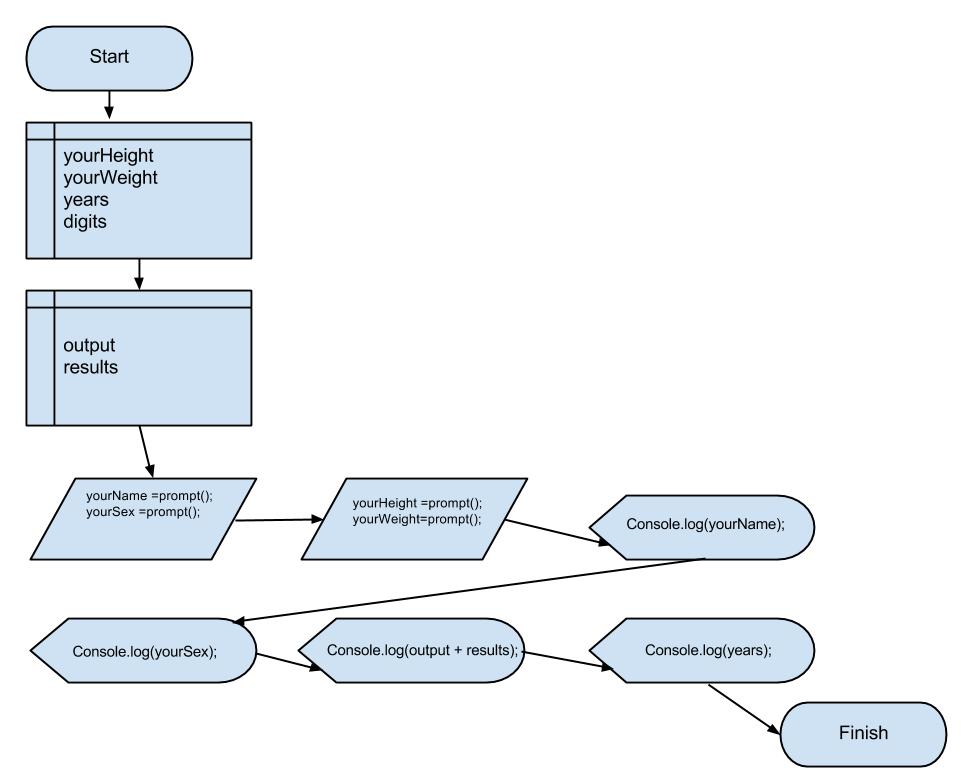 Start
yourHeight
yourWeight
years
digits
output
results
yourName =prompt();
yourSex =prompt();
yourHeight =prompt();
yourWeight=prompt();
Console.log(yourName);
Console.log(yourSex);
Console.log(output + results);
Console.log(years);
Finish